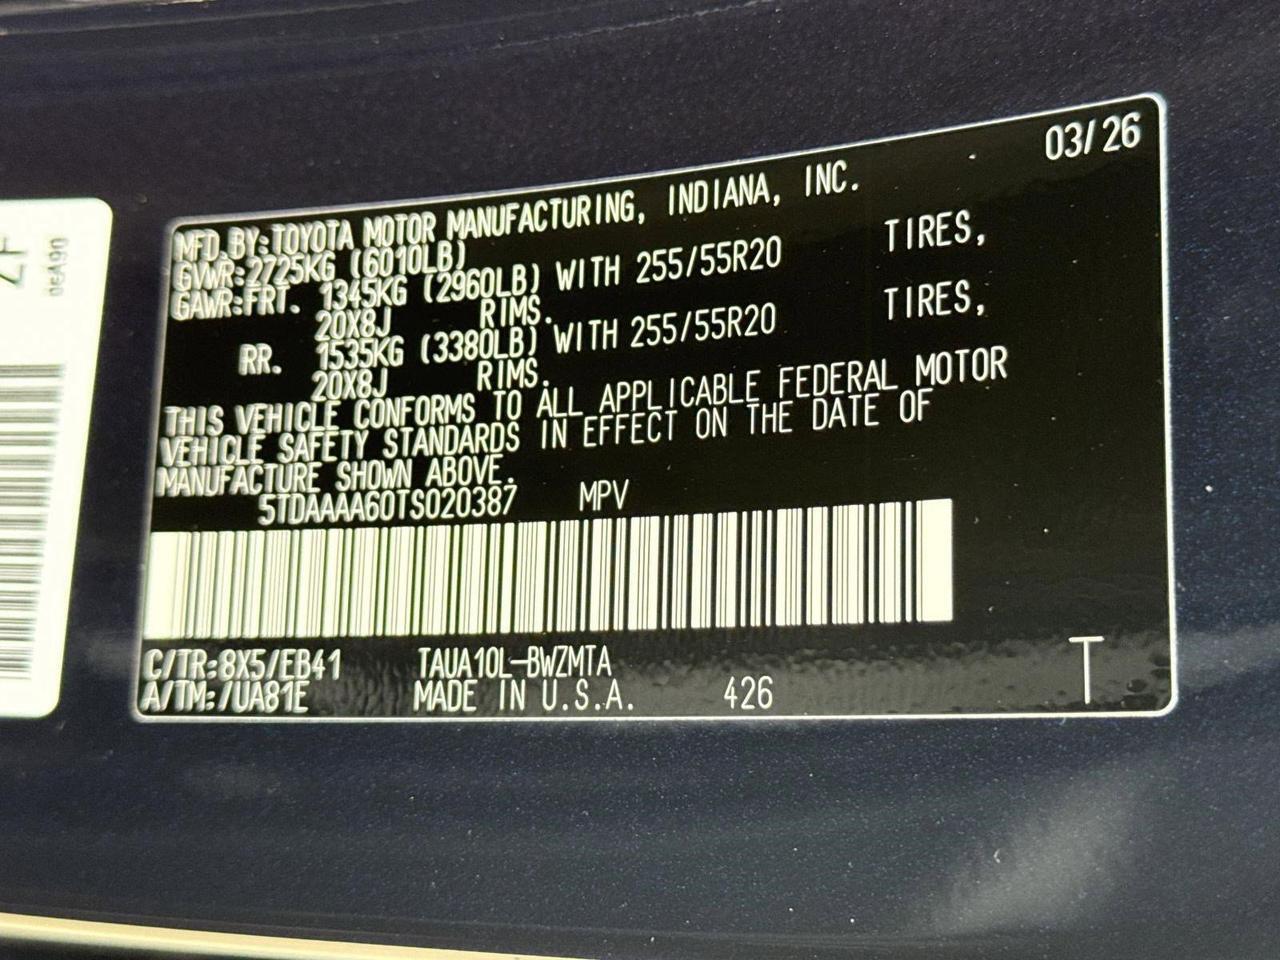 03/26
MFD.BY:TOYOTA MOTOR MANUFACTURING, INDIANA, INC.
GVWR:2725KG (6010LB)
GAWR:FRT. 1345KG (2960LB) WITH 255/55R20 TIRES,
20X8J RIMS.
RR. 1535KG (3380LB) WITH 255/55R20 TIRES,
20X8J RIMS.
THIS VEHICLE CONFORMS TO ALL APPLICABLE FEDERAL MOTOR
VEHICLE SAFETY STANDARDS IN EFFECT ON THE DATE OF
MANUFACTURE SHOWN ABOVE.
5TDAAAA60TS020387 MPV
C/TR:8X5/EB41 TAUA10L-BWZMTA
A/TM:/UA81E MADE IN U.S.A. 426
T
06A90